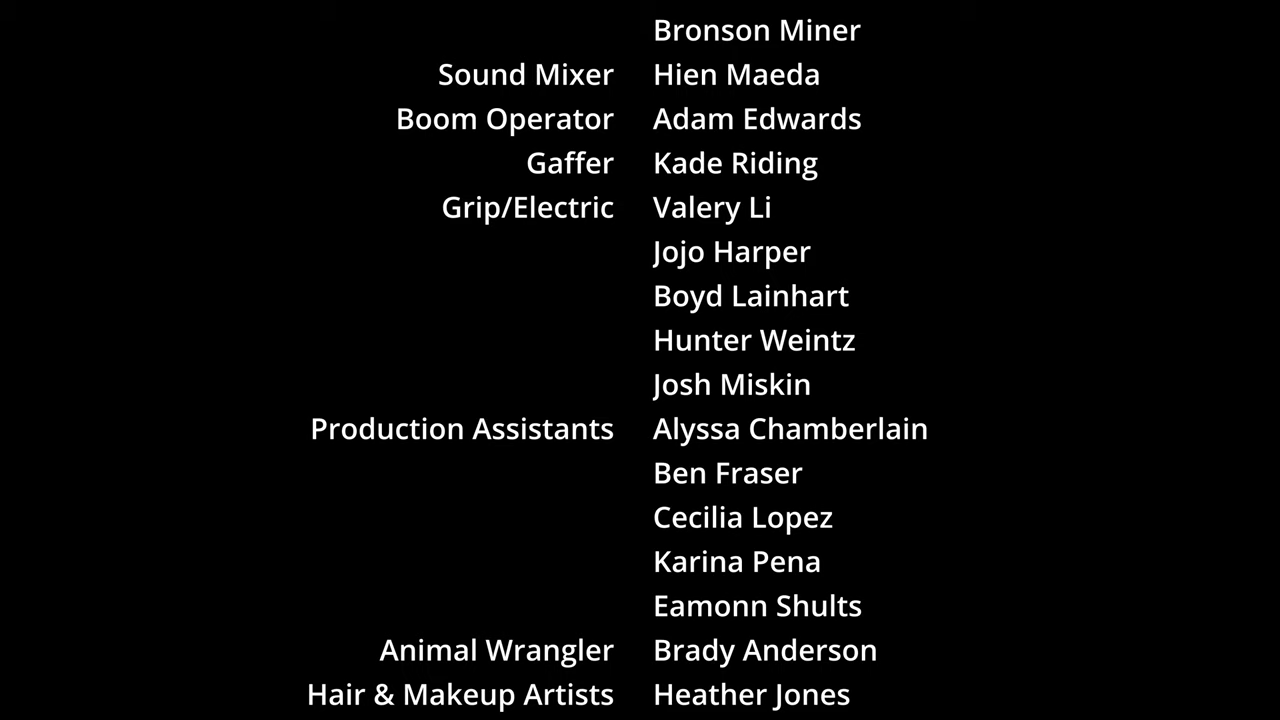 Bronson Miner
Sound Mixer Hien Maeda
Boom Operator Adam Edwards
Gaffer Kade Riding
Grip/Electric Valery Li
Jojo Harper
Boyd Lainhart
Hunter Weintz
Josh Miskin
Production Assistants Alyssa Chamberlain
Ben Fraser
Cecilia Lopez
Karina Pena
Eamonn Shults
Animal Wrangler Brady Anderson
Hair & Makeup Artists Heather Jones